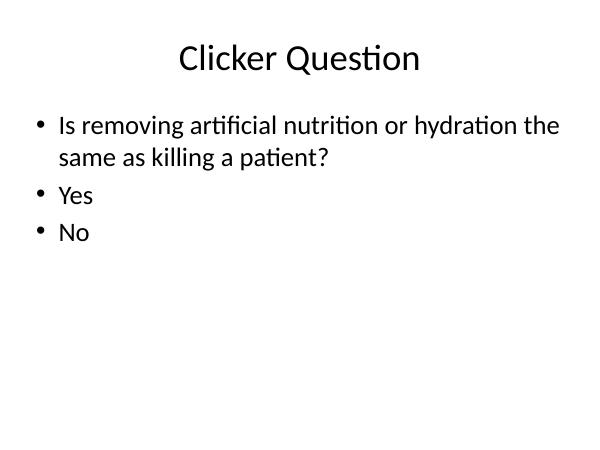 Clicker Question
• Is removing artificial nutrition or hydration the
same as killing a patient?
• Yes
• No